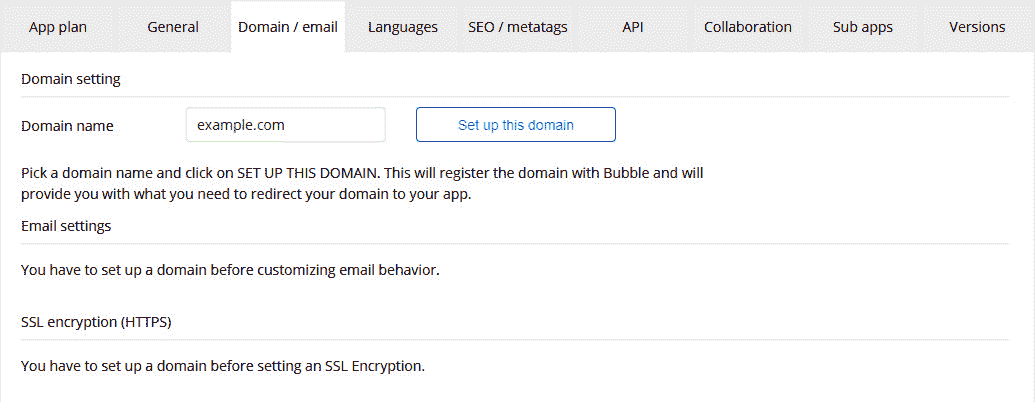 App plan General Domain / email Languages SEO / metatags API Collaboration Sub apps Versions
Domain setting
Domain name example.com Set up this domain
Pick a domain name and click on SET UP THIS DOMAIN. This will register the domain with Bubble and will
provide you with what you need to redirect your domain to your app.
Email settings
You have to set up a domain before customizing email behavior.
SSL encryption (HTTPS)
You have to set up a domain before setting an SSL Encryption.